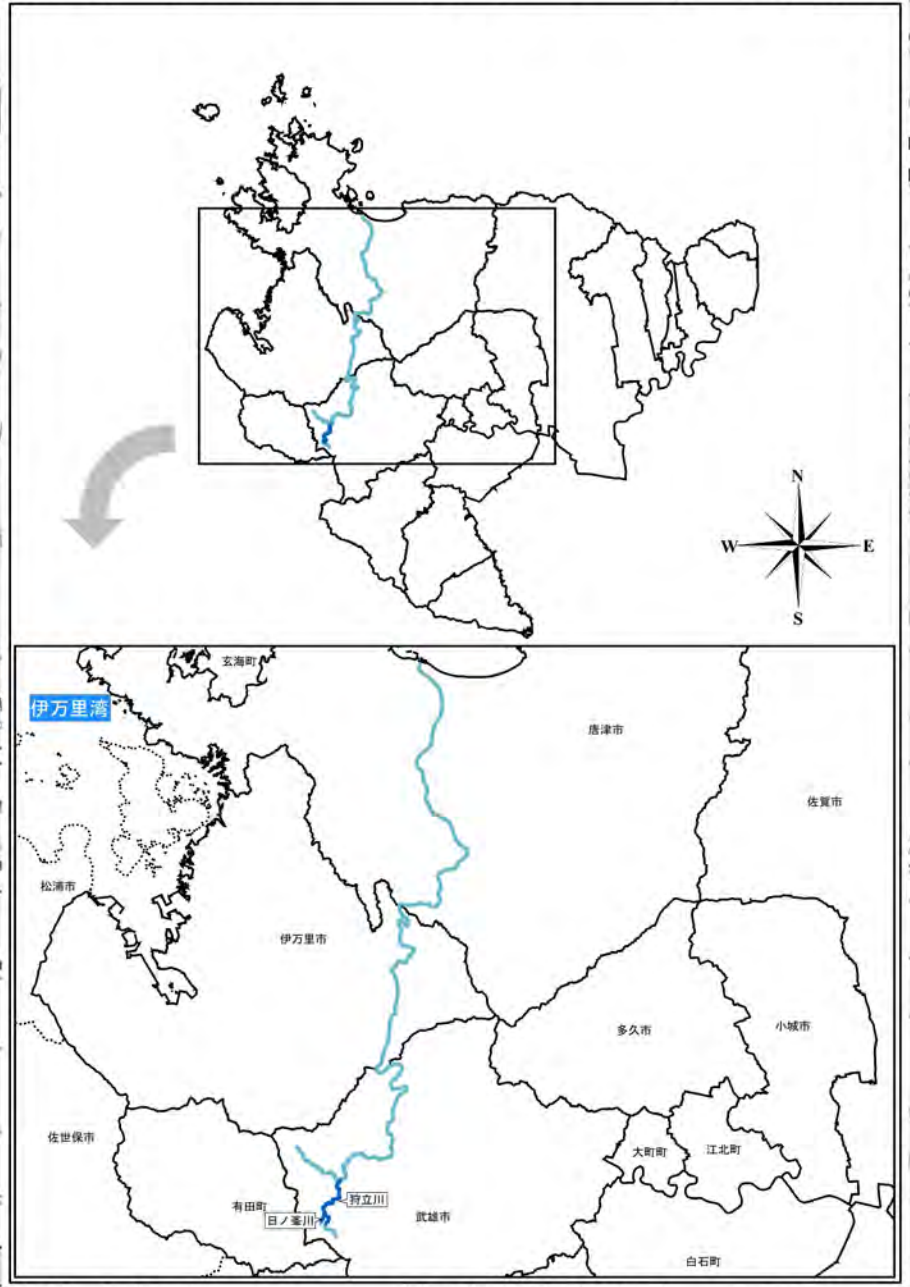 N
W
E
S
玄海町
伊万里湾
唐津市
佐賀市
松浦市
伊万里市
多久市
小城市
佐世保市
大町町
江北町
有田町
狩立川
日ノ峯川
武雄市
白石町